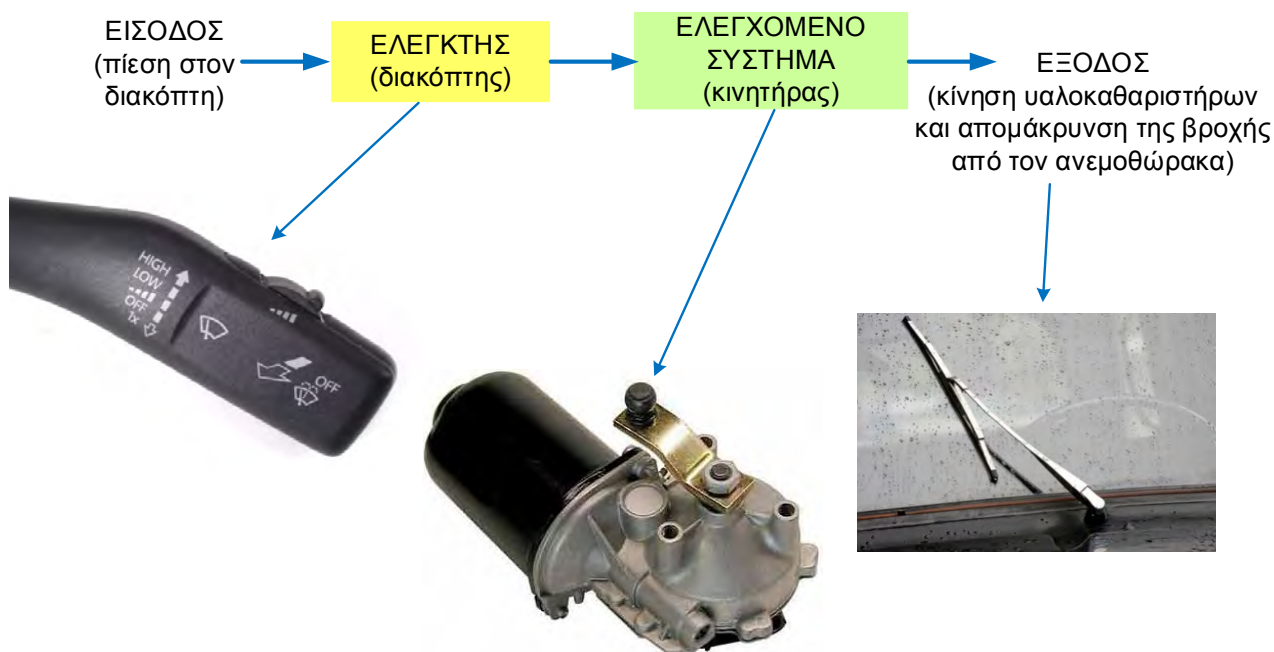 ΕΙΣΟΔΟΣ
(πίεση στον
διακόπτη)
ΕΛΕΓΚΤΗΣ
(διακόπτης)
ΕΛΕΓΧΟΜΕΝΟ
ΣΥΣΤΗΜΑ
(κινητήρας)
ΕΞΟΔΟΣ
(κίνηση υαλοκαθαριστήρων
και απομάκρυνση της βροχής
από τον ανεμοθώρακα)
HIGH
LOW
OFF
1x
OFF